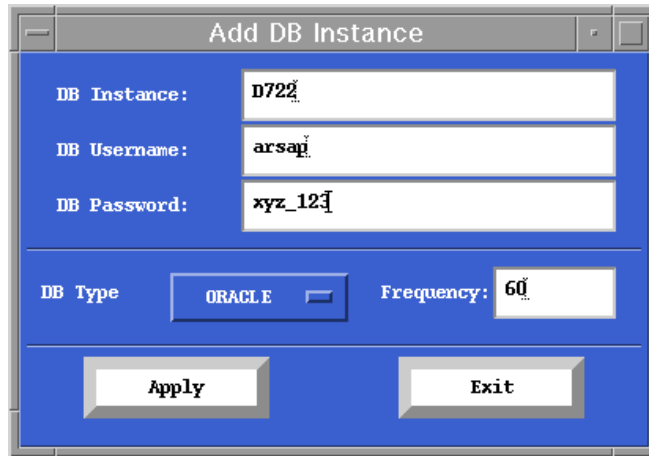 Add DB Instance
DB Instance: D722
DB Username: arsap
DB Password: xyz_123
DB Type ORACLE Frequency: 60
Apply Exit